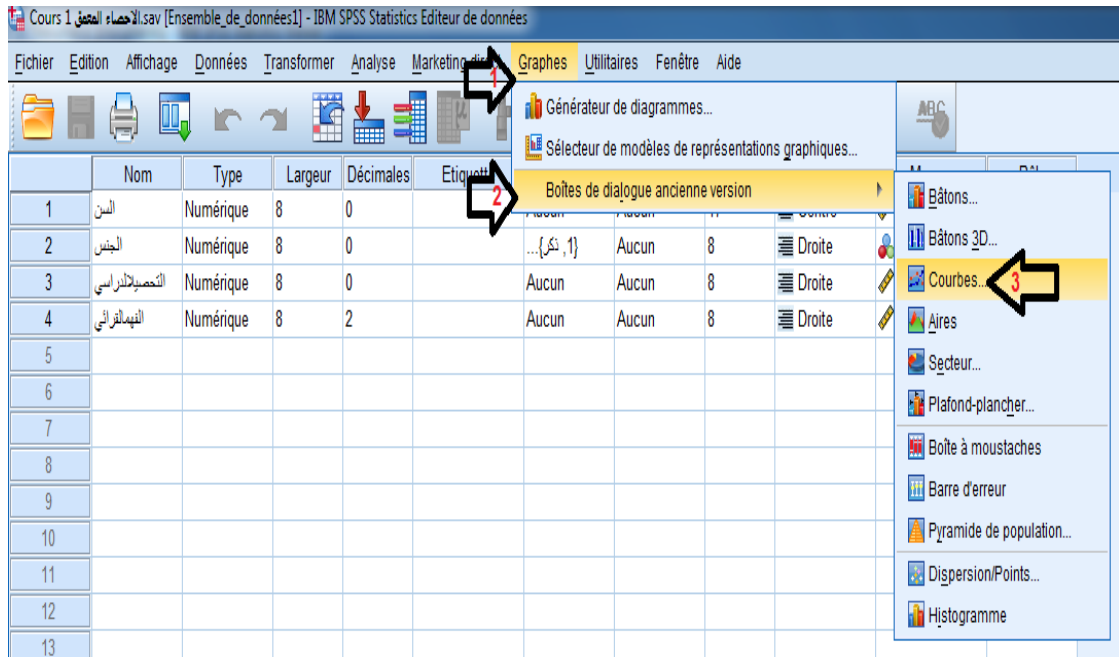 Cours 1 الاحصاء المعمق.sav [Ensemble_de_données1] - IBM SPSS Statistics Editeur de données
Fichier Edition Affichage Données Transformer Analyse Marketing direct Graphes Utilitaires Fenêtre Aide
1
Générateur de diagrammes...
Sélecteur de modèles de représentations graphiques...
Boîtes de dialogue ancienne version
2
ABC
Nom Type Largeur Décimales
1 السن Numérique 8 0
2 الجنس Numérique 8 0 {1, ذكر}... Aucun 8 Droite
3 التحصيلالدراسي Numérique 8 0 Aucun Aucun 8 Droite
4 الفهمالقرائي Numérique 8 2 Aucun Aucun 8 Droite
5
6
7
8
9
10
11
12
13
Bâtons...
Bâtons 3D...
Courbes... 3
Aires
Secteur...
Plafond-plancher...
Boîte à moustaches
Barre d'erreur
Pyramide de population...
Dispersion/Points...
Histogramme